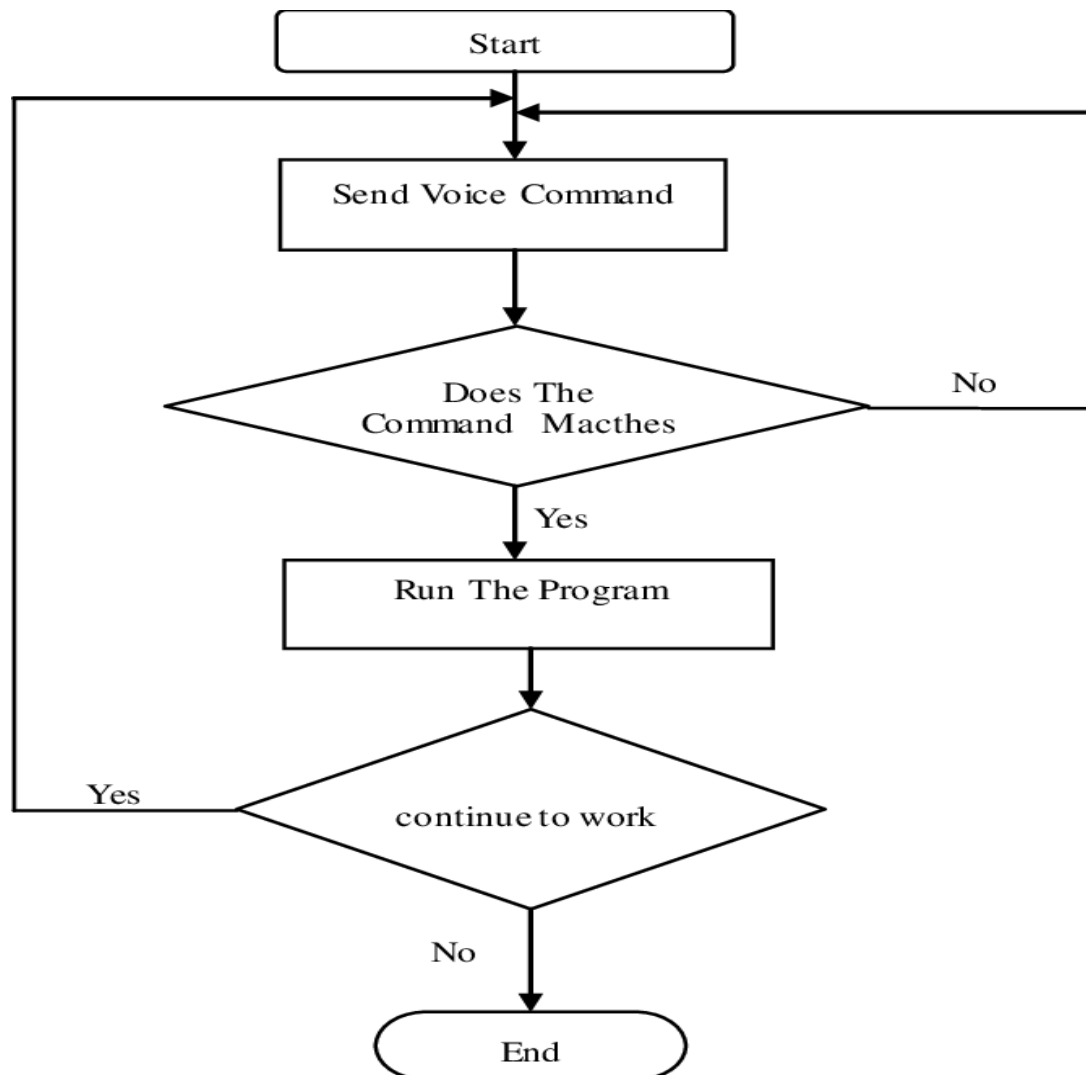 Start
Send Voice Command
Does The
Command Macthes
No
Yes
Run The Program
Yes
continue to work
No
End